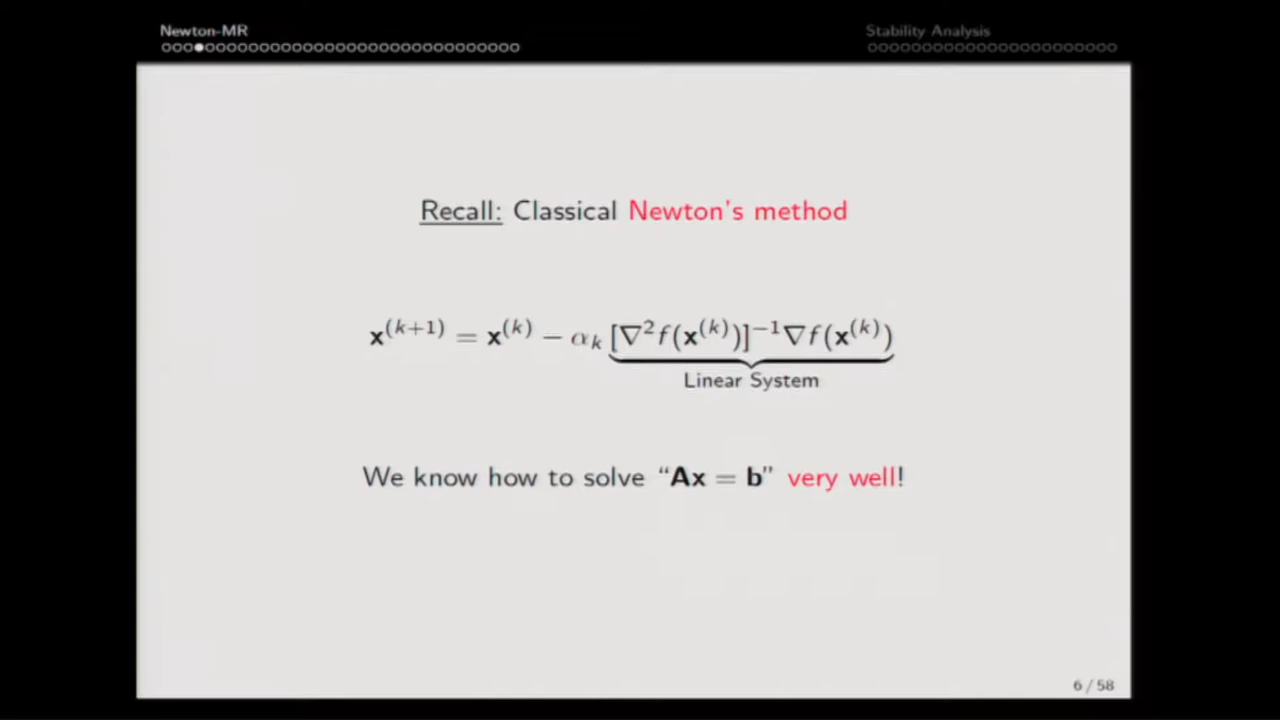 Newton-MR
Stability Analysis
Recall: Classical Newton's method
x^(k+1) = x^(k) − α_k [∇²f(x^(k))]^−1 ∇f(x^(k))
Linear System
We know how to solve “Ax = b” very well!
6 / 58